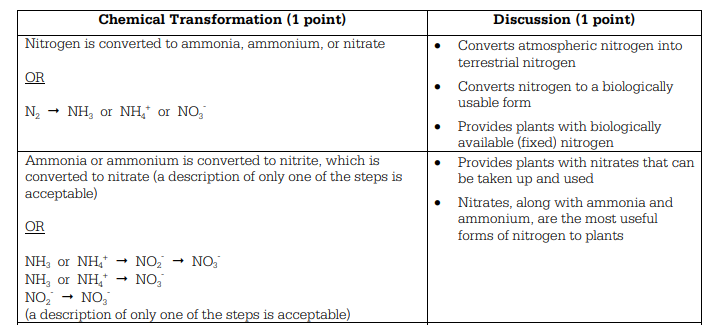 Chemical Transformation (1 point)
Discussion (1 point)
Nitrogen is converted to ammonia, ammonium, or nitrate
OR
N₂ → NH₃ or NH₄⁺ or NO₃⁻
• Converts atmospheric nitrogen into
terrestrial nitrogen
• Converts nitrogen to a biologically
usable form
• Provides plants with biologically
available (fixed) nitrogen
Ammonia or ammonium is converted to nitrite, which is
converted to nitrate (a description of only one of the steps is
acceptable)
OR
NH₃ or NH₄⁺ → NO₂⁻ → NO₃⁻
NH₃ or NH₄⁺ → NO₃⁻
NO₂⁻ → NO₃⁻
(a description of only one of the steps is acceptable)
• Provides plants with nitrates that can
be taken up and used
• Nitrates, along with ammonia and
ammonium, are the most useful
forms of nitrogen to plants